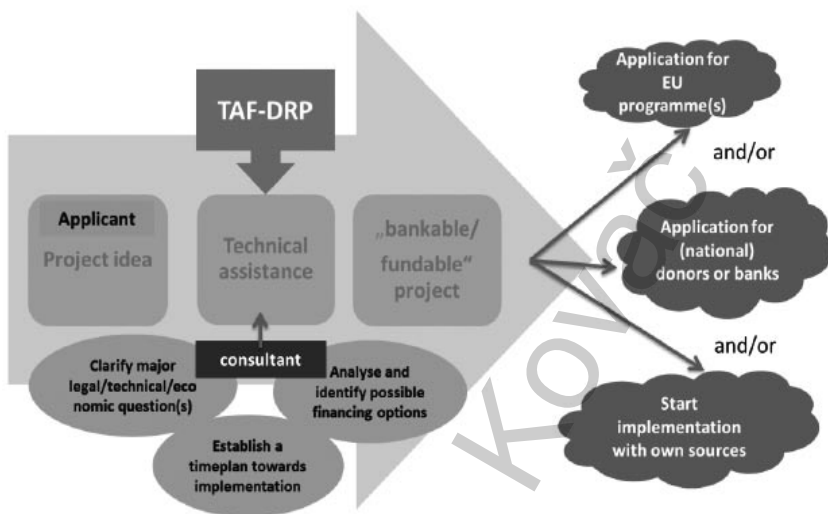 TAF-DRP
Applicant
Project idea
Technical
assistance
„bankable/
fundable“
project
consultant
Clarify major
legal/technical/eco
nomic question(s)
Analyse and
identify possible
financing options
Establish a
timeplan towards
implementation
Application for
EU
programme(s)
and/or
Application for
(national)
donors or banks
and/or
Start
implementation
with own sources
Kovač